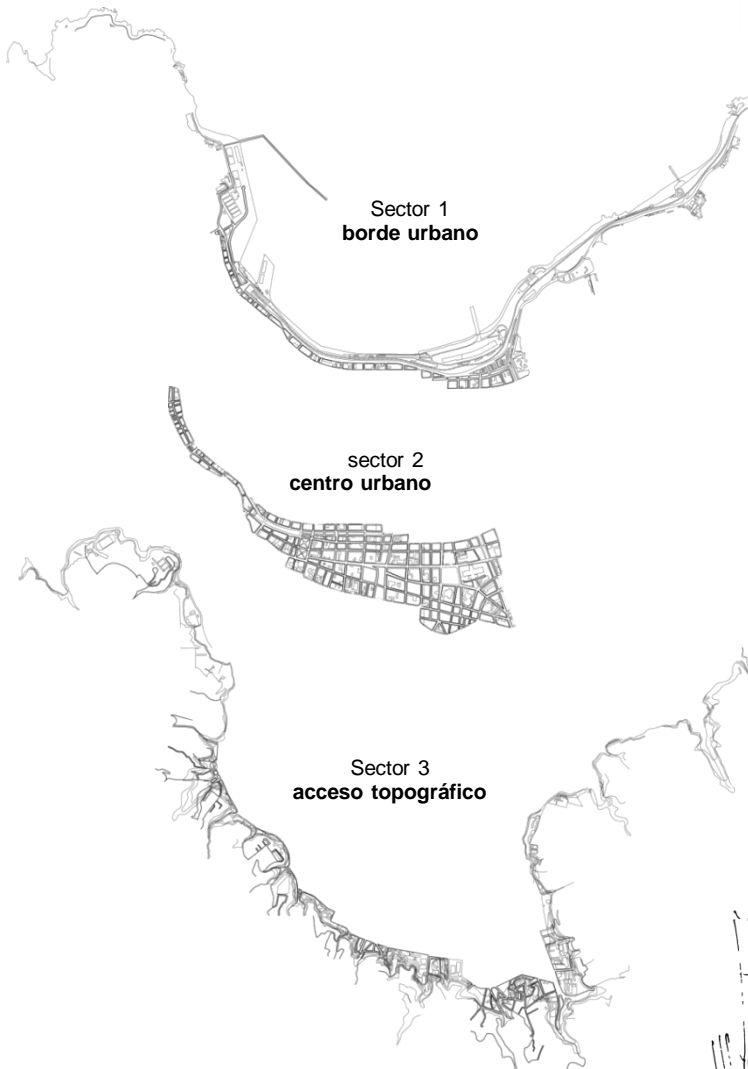 Sector 1
borde urbano
sector 2
centro urbano
Sector 3
acceso topográfico